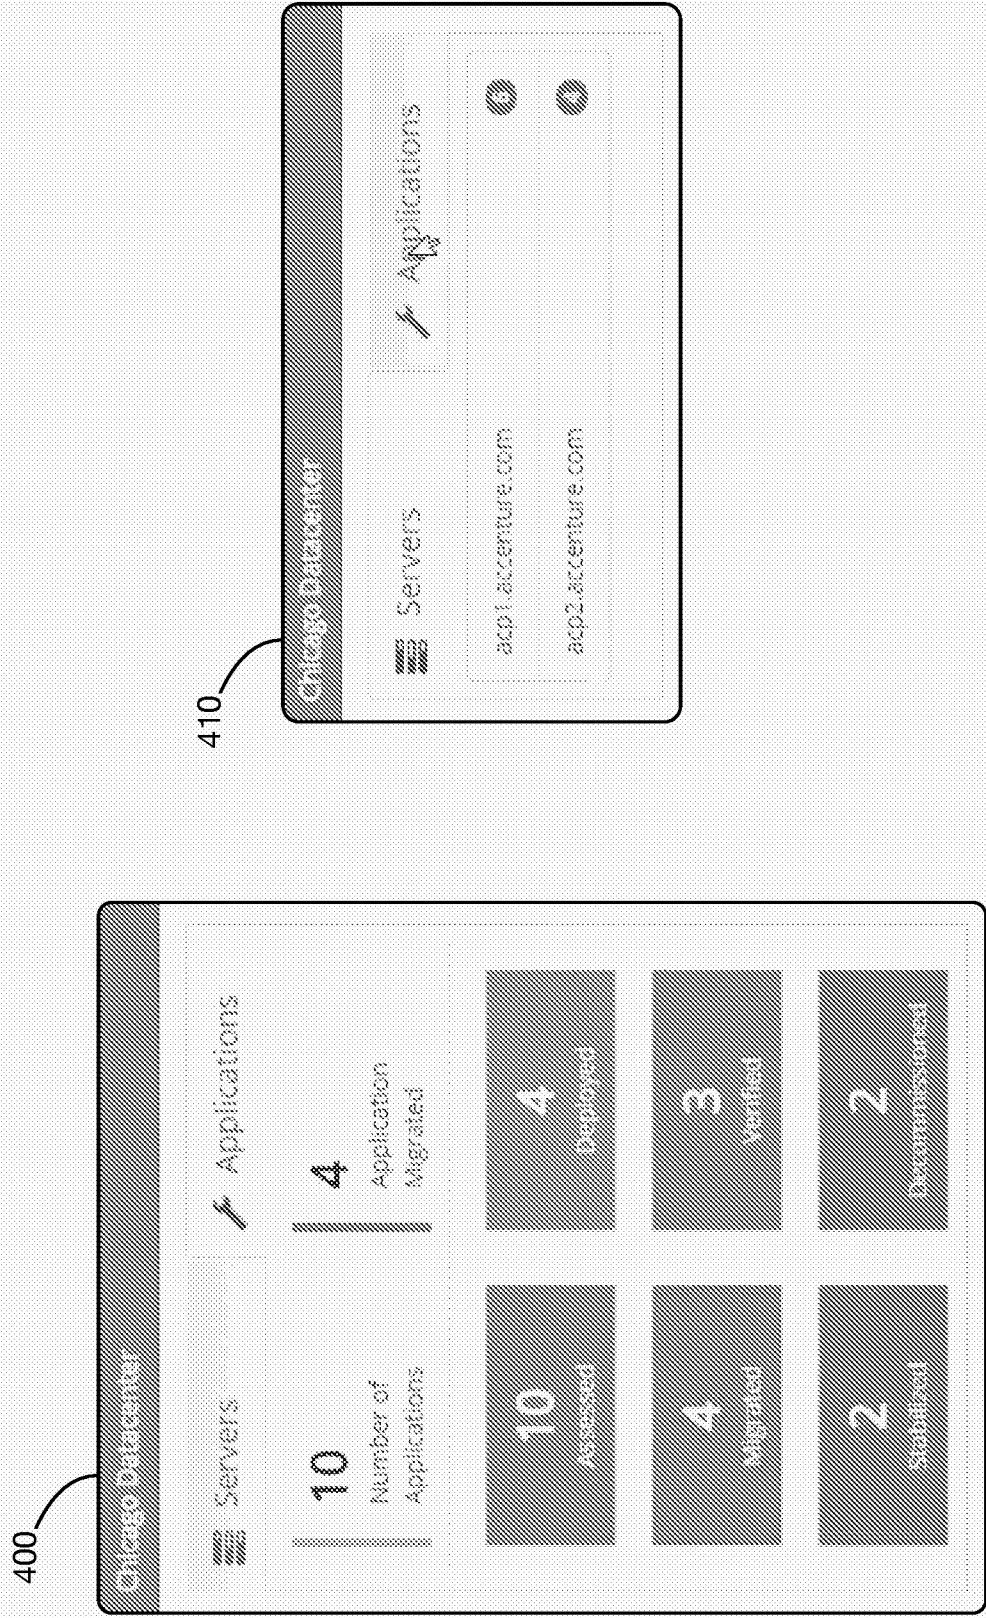 400
Chicago Datacenter
Servers
Applications
10
Number of
Applications
4
Application
Migrated
10
Assessed
4
Deployed
4
Migrated
3
Verified
2
Stabilized
2
Decommissioned
410
Chicago Datacenter
Servers
Applications
acp1.accenture.com
acp2.accenture.com